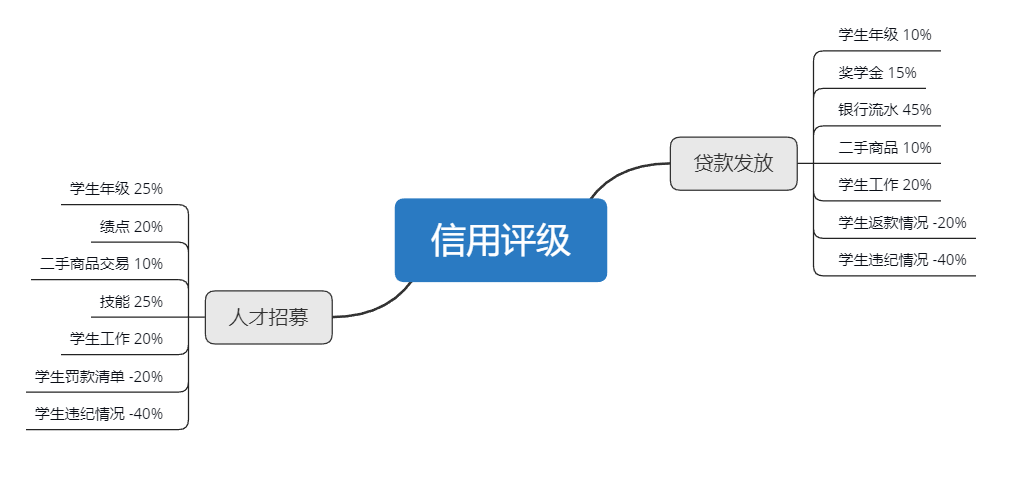 信用评级
贷款发放
学生年级 10%
奖学金 15%
银行流水 45%
二手商品 10%
学生工作 20%
学生返款情况 -20%
学生违纪情况 -40%
人才招募
学生年级 25%
绩点 20%
二手商品交易 10%
技能 25%
学生工作 20%
学生罚款清单 -20%
学生违纪情况 -40%